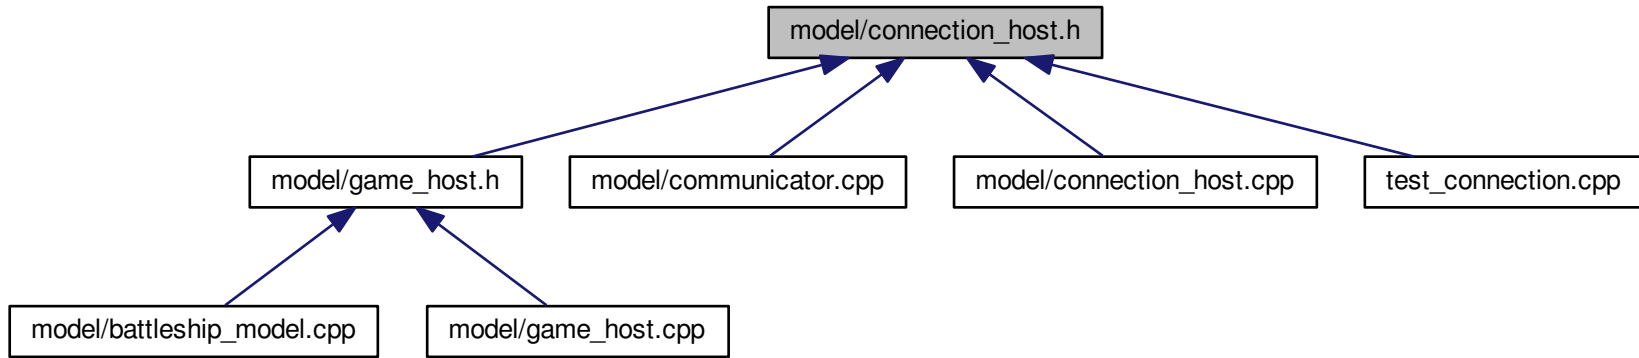 model/connection_host.h
model/game_host.h
model/communicator.cpp
model/connection_host.cpp
test_connection.cpp
model/battleship_model.cpp
model/game_host.cpp